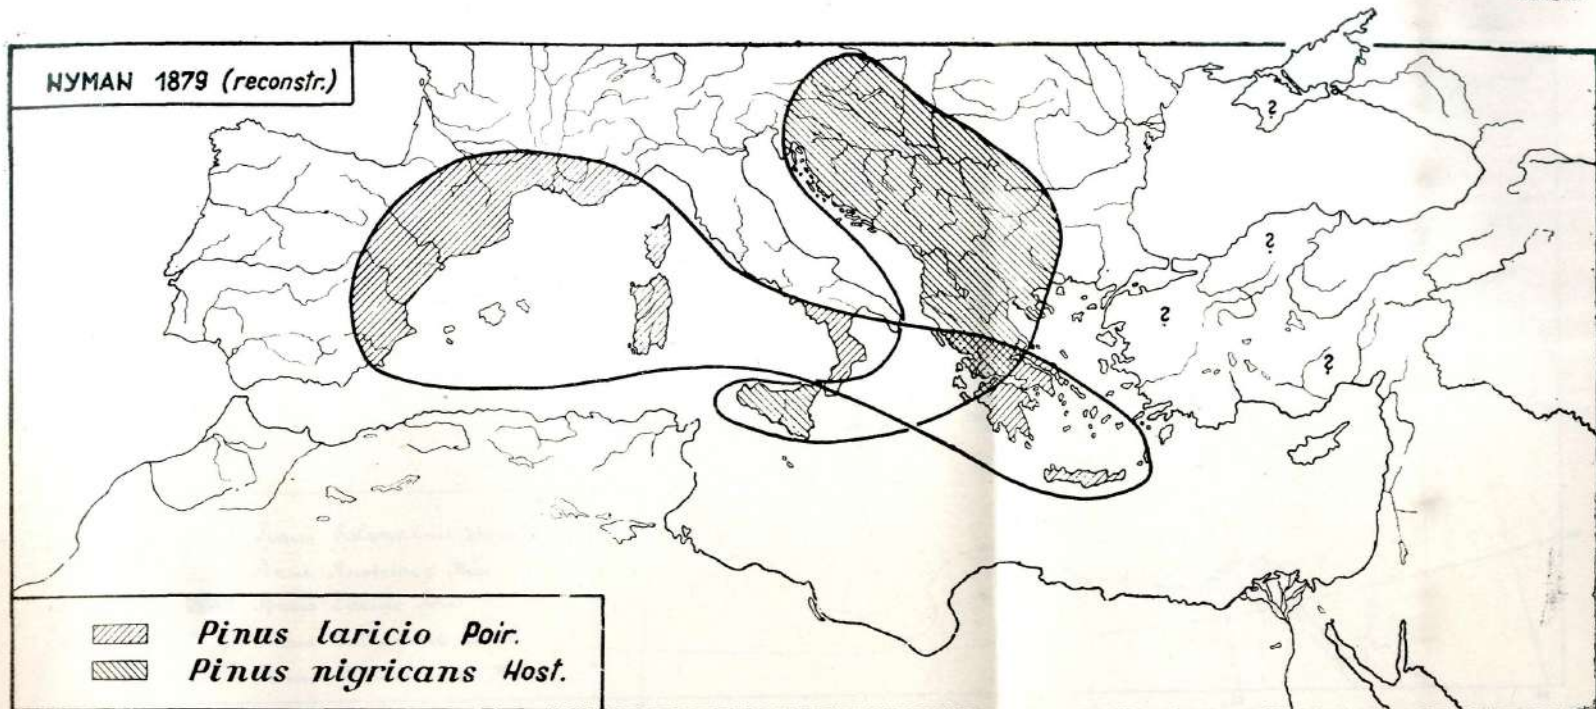 NYMAN 1879 (reconstr.)
?
?
?
?
Pinus laricio Poir.
Pinus nigricans Host.